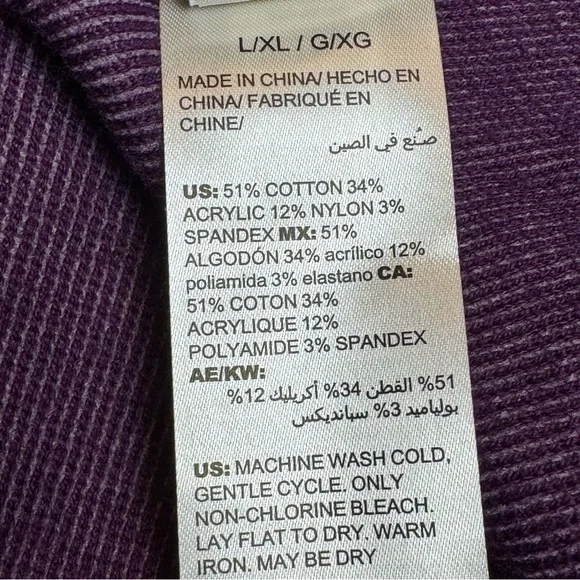 L/XL / G/XG
MADE IN CHINA/ HECHO EN
CHINA/ FABRIQUÉ EN
CHINE/
صنع في الصين
US: 51% COTTON 34%
ACRYLIC 12% NYLON 3%
SPANDEX MX: 51%
ALGODÓN 34% acrílico 12%
poliamida 3% elastano CA:
51% COTON 34%
ACRYLIQUE 12%
POLYAMIDE 3% SPANDEX
AE/KW:
51% القطن 34% أكريليك 12%
بولياميد 3% سبانديكس
US: MACHINE WASH COLD,
GENTLE CYCLE. ONLY
NON-CHLORINE BLEACH.
LAY FLAT TO DRY. WARM
IRON. MAY BE DRY